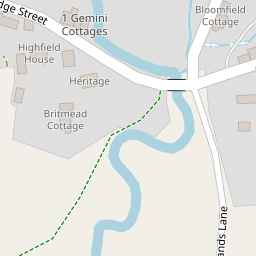 dge Street
1 Gemini
Cottages
Bloomfield
Cottage
Highfield
House
Heritage
Britmead
Cottage
ands Lane